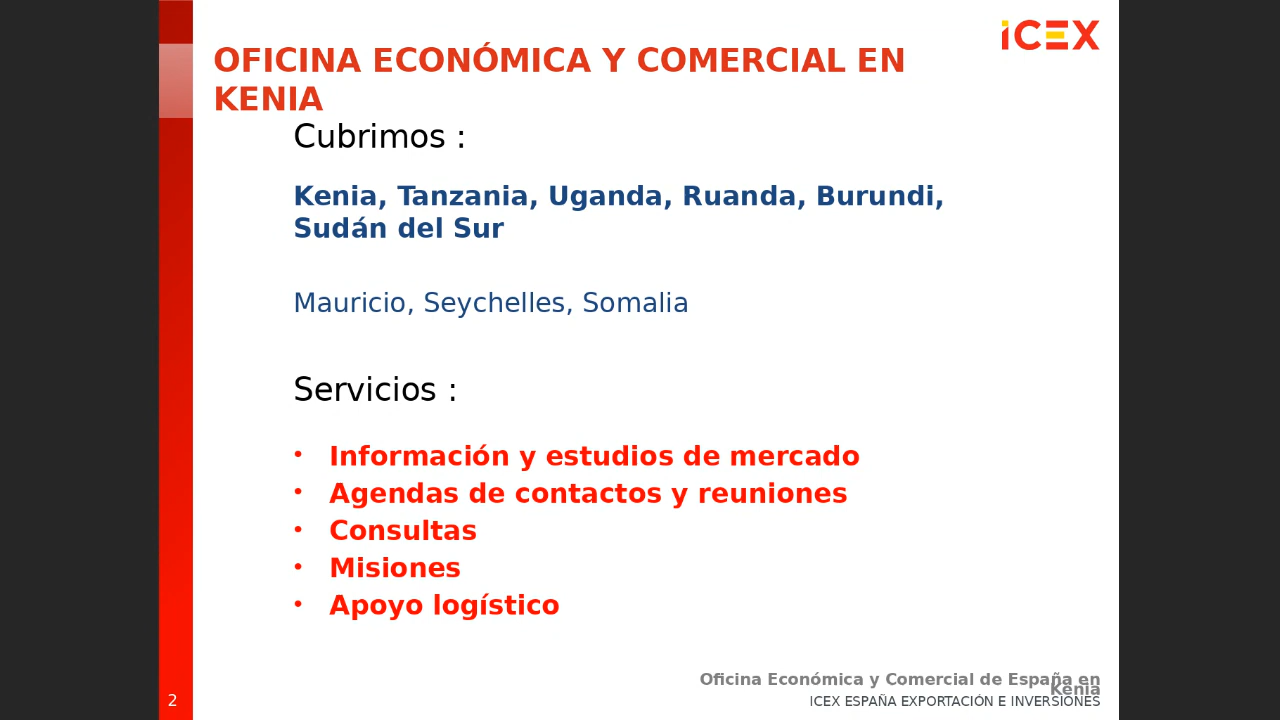 iCEX
OFICINA ECONÓMICA Y COMERCIAL EN
KENIA
Cubrimos :
Kenia, Tanzania, Uganda, Ruanda, Burundi,
Sudán del Sur
Mauricio, Seychelles, Somalia
Servicios :
• Información y estudios de mercado
• Agendas de contactos y reuniones
• Consultas
• Misiones
• Apoyo logístico
Oficina Económica y Comercial de España en
Kenia
ICEX ESPAÑA EXPORTACIÓN E INVERSIONES
2